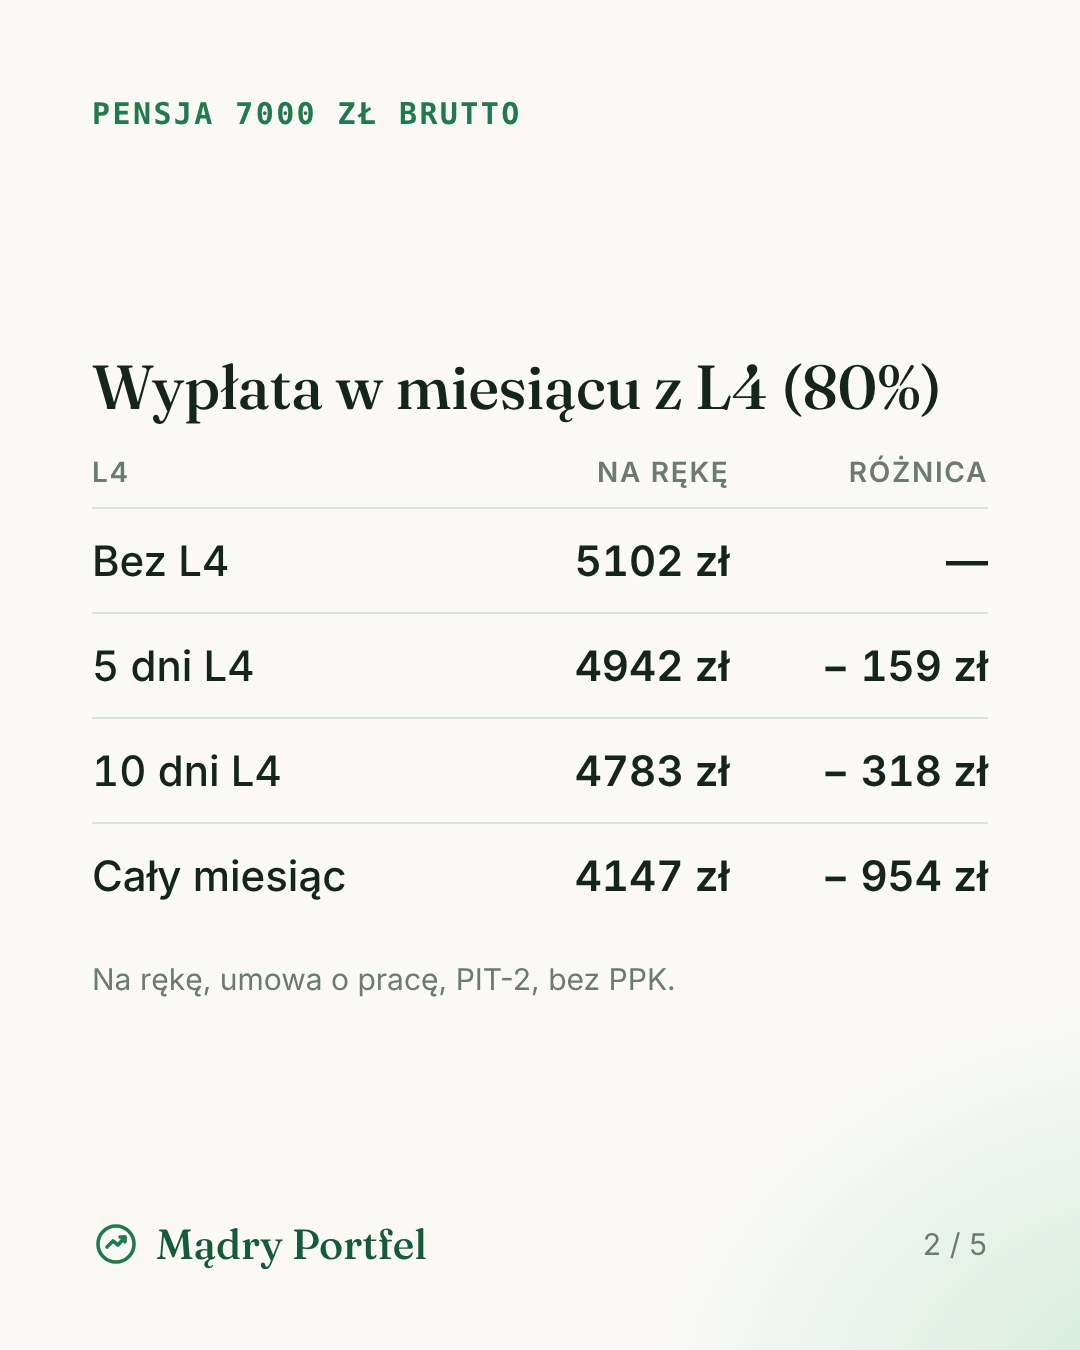 PENSJA 7000 ZŁ BRUTTO
Wypłata w miesiącu z L4 (80%)
L4 NA RĘKĘ RÓŻNICA
Bez L4 5102 zł —
5 dni L4 4942 zł – 159 zł
10 dni L4 4783 zł – 318 zł
Cały miesiąc 4147 zł – 954 zł
Na rękę, umowa o pracę, PIT-2, bez PPK.
Mądry Portfel 2 / 5